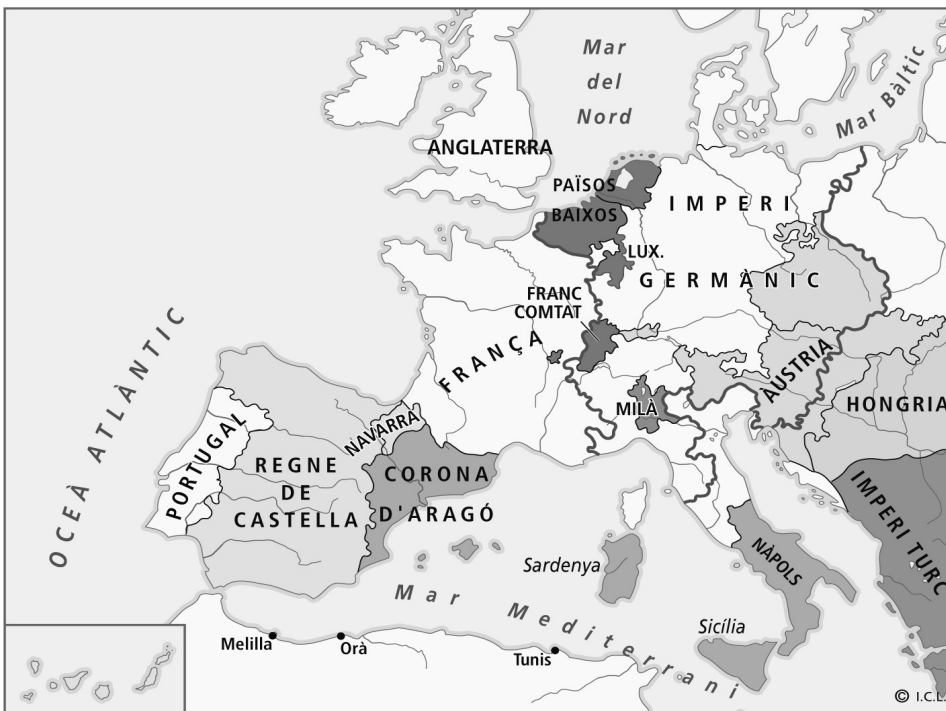 Mar
del
Nord
Mar Bàltic
ANGLATERRA
PAÏSOS
BAIXOS
IMPERI
GERMÀNIC
LUX.
FRANC
COMTAT
FRANÇA
OCEÀ ATLÀNTIC
ÀUSTRIA
HONGRIA
MILÀ
NAVARRA
PORTUGAL
REGNE
DE
CASTELLA
CORONA
D'ARAGÓ
IMPERI TURC
NÀPOLS
Sardenya
Mar Mediterrani
Sicília
Melilla
Orà
Tunis
© I.C.L.